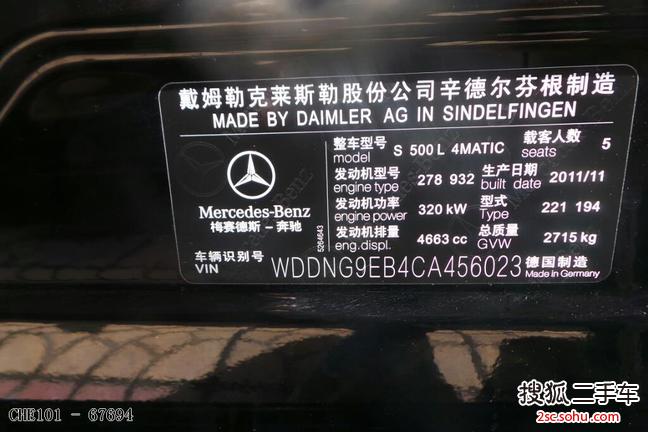 戴姆勒克莱斯勒股份公司辛德尔芬根制造
MADE BY DAIMLER AG IN SINDELFINGEN
整车型号 model S 500 L 4MATIC 载客人数 seats 5
发动机型号 engine type 278 932 生产日期 built date 2011/11
发动机功率 engine power 320 kW 型式 Type 221 194
发动机排量 eng.displ. 4663 cc 总质量 GVW 2715 kg
Mercedes-Benz
梅赛德斯－奔驰
5264643
车辆识别号 VIN WDDNG9EB4CA456023 德国制造 Made in Germany
CHE101 - 67694
搜狐二手车
2sc.sohu.com